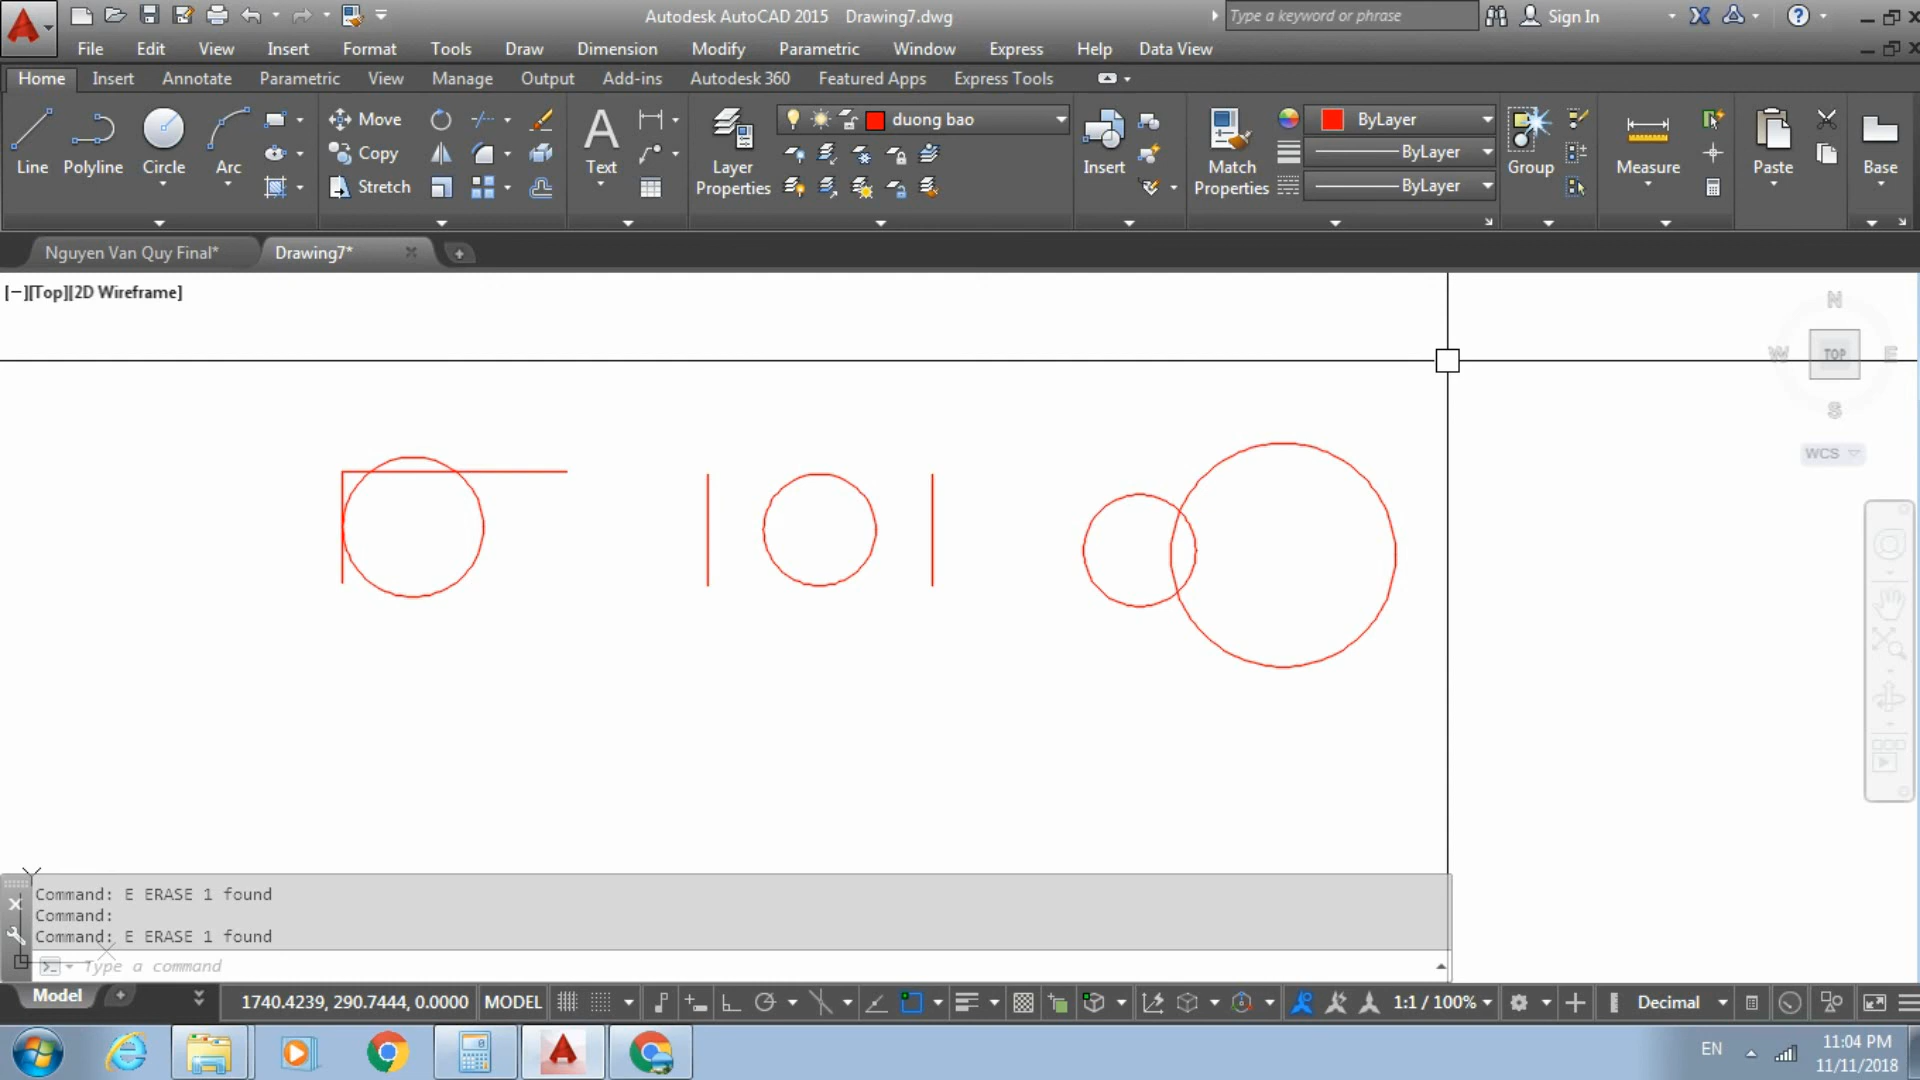 Autodesk AutoCAD 2015 Drawing7.dwg
Type a keyword or phrase
Sign In
File Edit View Insert Format Tools Draw Dimension Modify Parametric Window Express Help Data View
Home Insert Annotate Parametric View Manage Output Add-ins Autodesk 360 Featured Apps Express Tools
Line
Polyline
Circle
Arc
Move
Copy
Stretch
Text
Layer
Properties
duong bao
Insert
Match
Properties
ByLayer
ByLayer
ByLayer
Group
Measure
Paste
Base
Nguyen Van Quy Final*
Drawing7*
[−][Top][2D Wireframe]
N
W
TOP
E
S
WCS
Command: E ERASE 1 found
Command:
Command: E ERASE 1 found
Type a command
Model
1740.4239, 290.7444, 0.0000
MODEL
1:1 / 100%
Decimal
EN
11:04 PM
11/11/2018